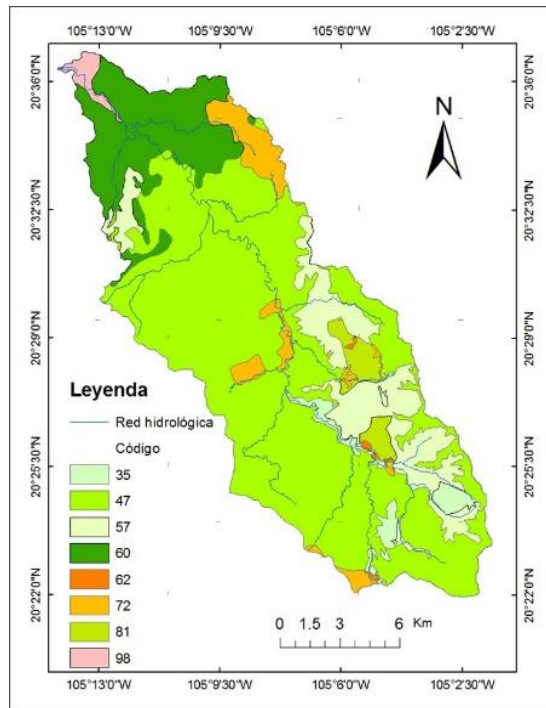 105°13'0"W 105°9'30"W 105°6'0"W 105°2'30"W
20°36'0"N 20°36'0"N
N
20°32'30"N 20°32'30"N
20°29'0"N 20°29'0"N
Leyenda
Red hidrológica
Código
20°25'30"N 20°25'30"N
35
47
57
60
20°22'0"N 20°22'0"N
62
72
81
98
0 1.5 3 6 Km
105°13'0"W 105°9'30"W 105°6'0"W 105°2'30"W